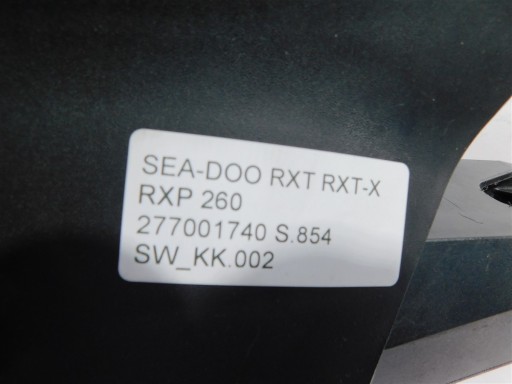 SEA-DOO RXT RXT-X
RXP 260
277001740 S.854
SW_KK.002